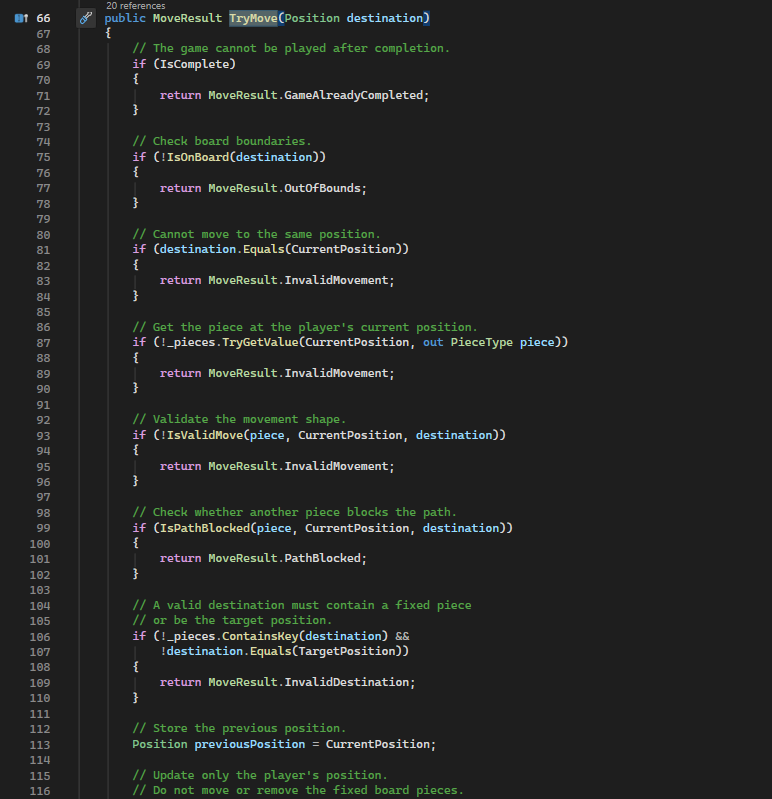 20 references
66 public MoveResult TryMove(Position destination)
67 {
68 // The game cannot be played after completion.
69 if (IsComplete)
70 {
71 return MoveResult.GameAlreadyCompleted;
72 }
73
74 // Check board boundaries.
75 if (!IsOnBoard(destination))
76 {
77 return MoveResult.OutOfBounds;
78 }
79
80 // Cannot move to the same position.
81 if (destination.Equals(CurrentPosition))
82 {
83 return MoveResult.InvalidMovement;
84 }
85
86 // Get the piece at the player's current position.
87 if (!_pieces.TryGetValue(CurrentPosition, out PieceType piece))
88 {
89 return MoveResult.InvalidMovement;
90 }
91
92 // Validate the movement shape.
93 if (!IsValidMove(piece, CurrentPosition, destination))
94 {
95 return MoveResult.InvalidMovement;
96 }
97
98 // Check whether another piece blocks the path.
99 if (IsPathBlocked(piece, CurrentPosition, destination))
100 {
101 return MoveResult.PathBlocked;
102 }
103
104 // A valid destination must contain a fixed piece
105 // or be the target position.
106 if (!_pieces.ContainsKey(destination) &&
107 !destination.Equals(TargetPosition))
108 {
109 return MoveResult.InvalidDestination;
110 }
111
112 // Store the previous position.
113 Position previousPosition = CurrentPosition;
114
115 // Update only the player's position.
116 // Do not move or remove the fixed board pieces.